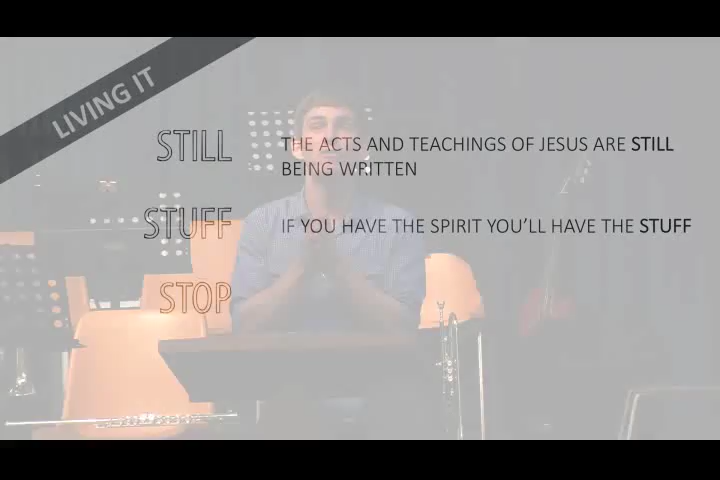 LIVING IT
STILL
THE ACTS AND TEACHINGS OF JESUS ARE STILL
BEING WRITTEN
STUFF
IF YOU HAVE THE SPIRIT YOU’LL HAVE THE STUFF
STOP